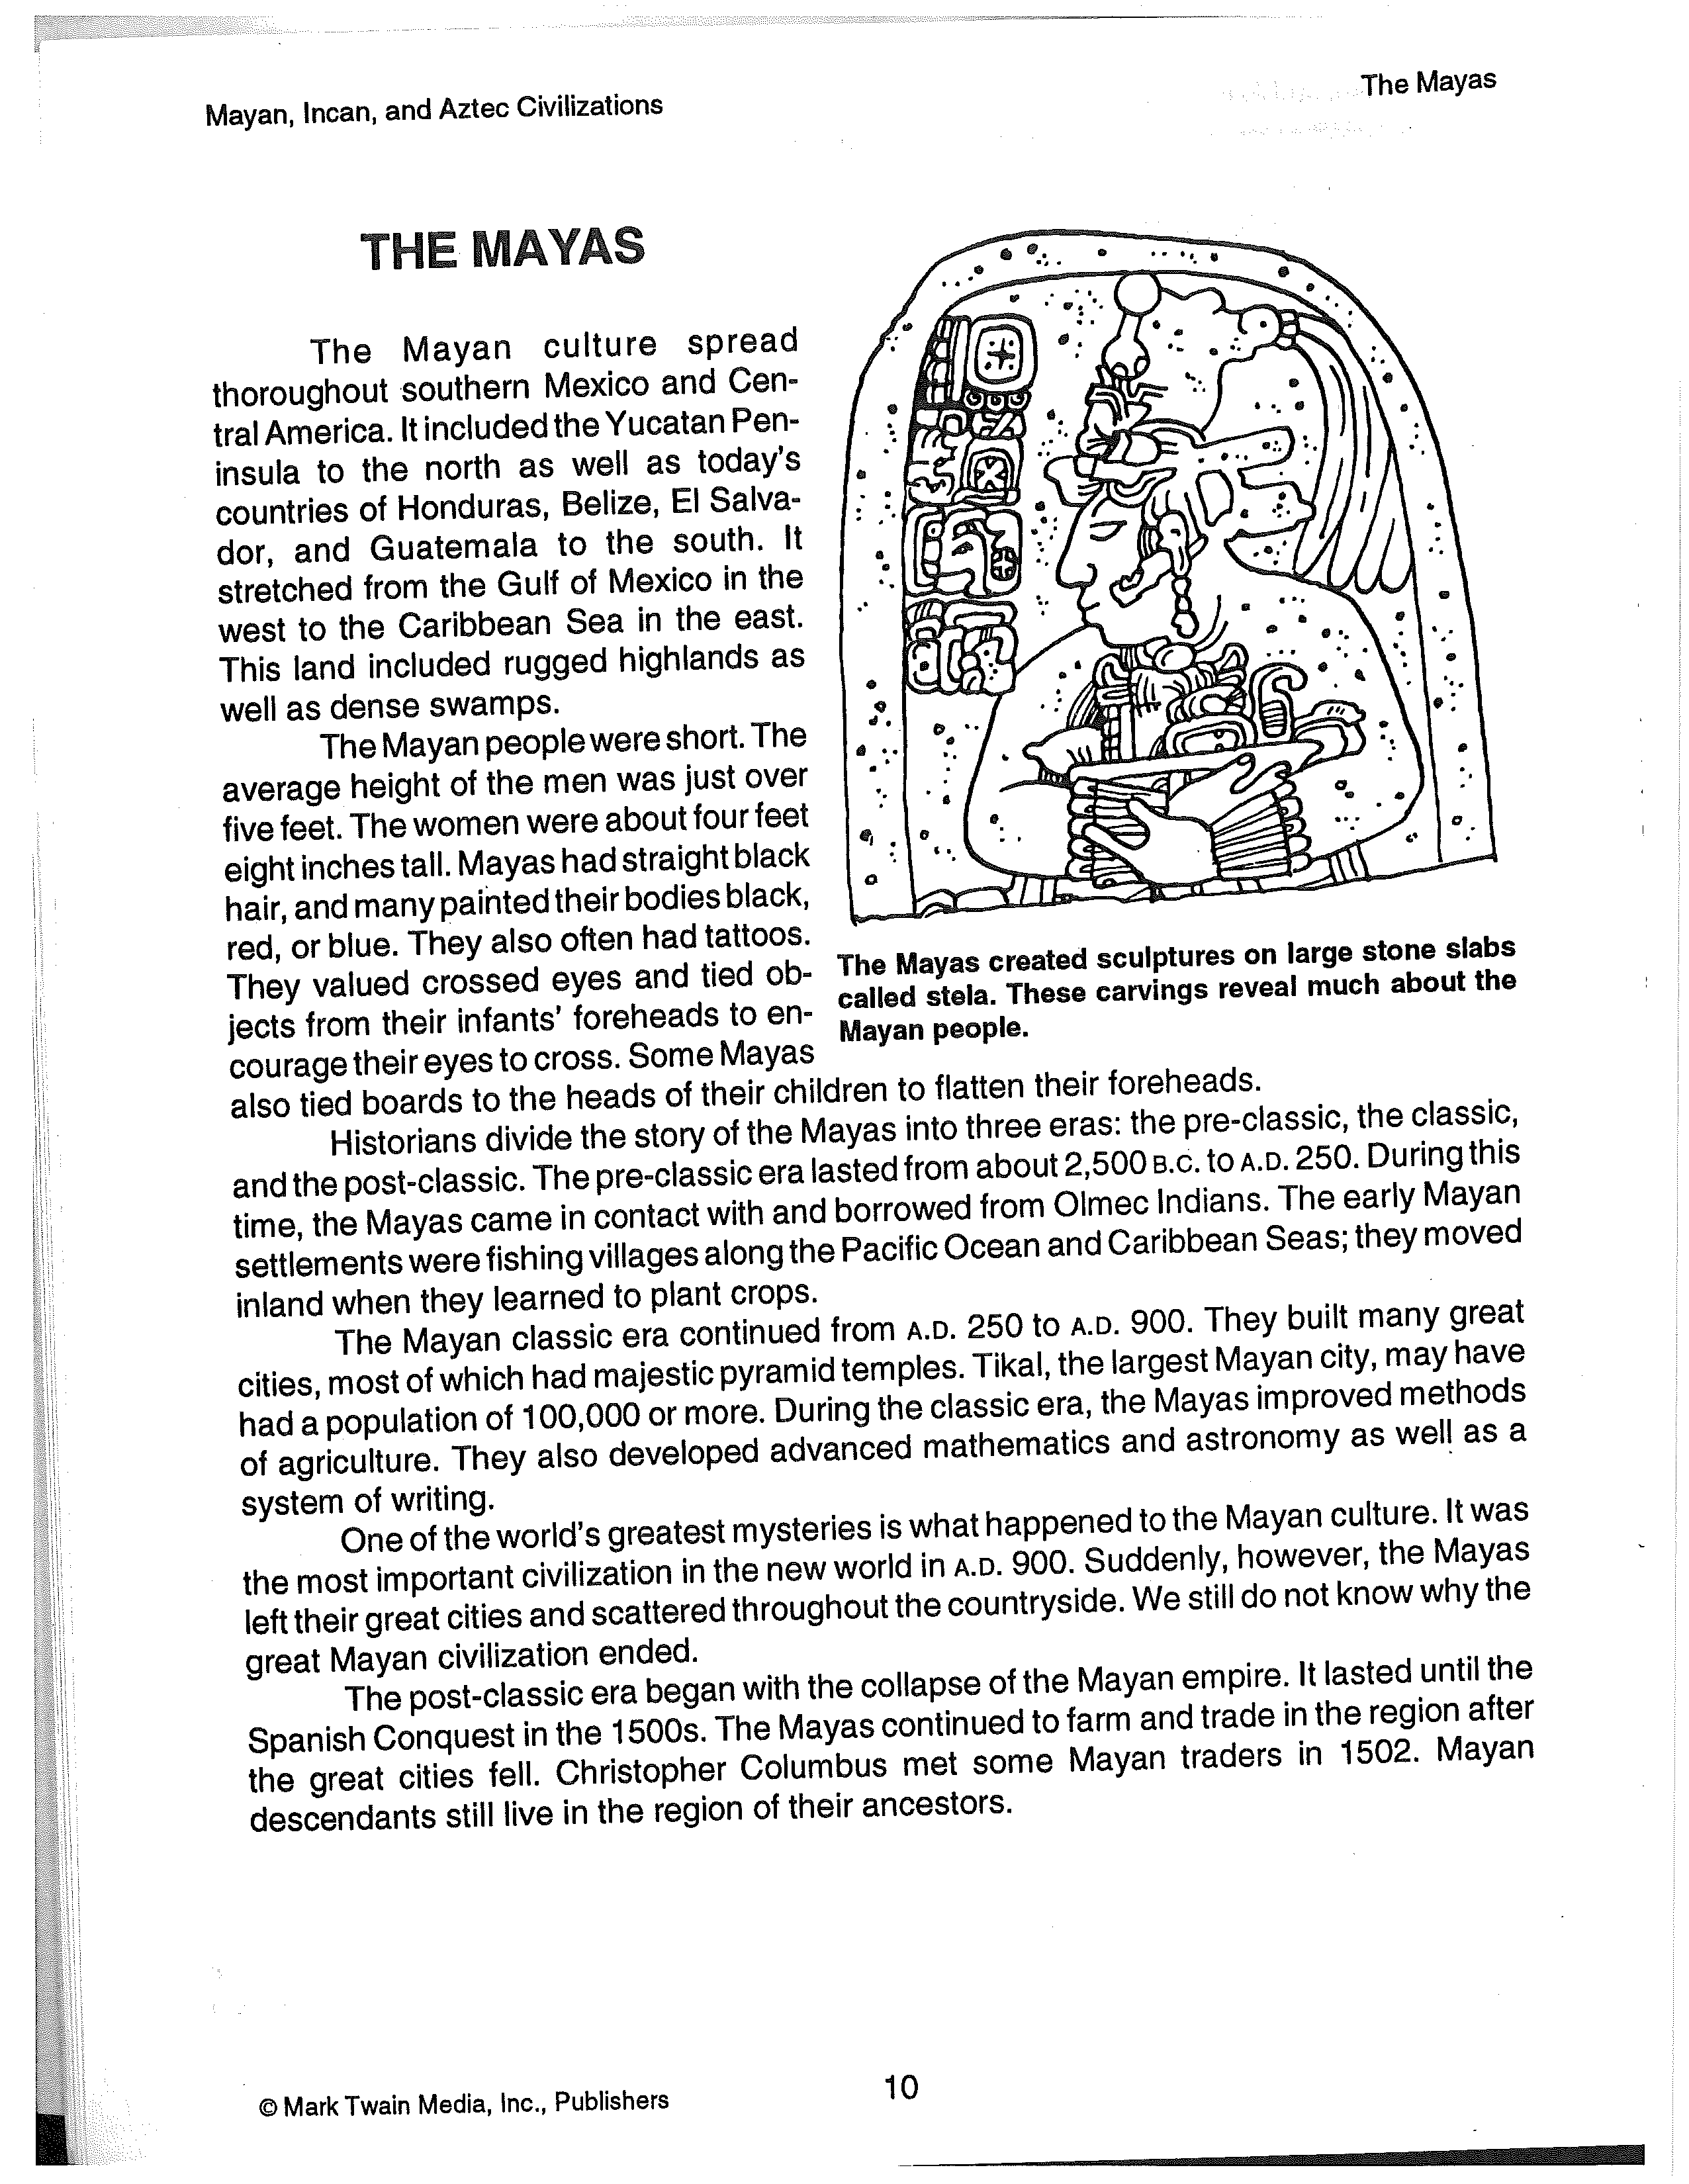 Mayan, Incan, and Aztec Civilizations
The Mayas
THE MAYAS
The Mayan culture spread
thoroughout southern Mexico and Cen-
tral America. It included the Yucatan Pen-
insula to the north as well as today's
countries of Honduras, Belize, El Salva-
dor, and Guatemala to the south. It
stretched from the Gulf of Mexico in the
west to the Caribbean Sea in the east.
This land included rugged highlands as
well as dense swamps.
The Mayan people were short. The
average height of the men was just over
five feet. The women were about four feet
eight inches tall. Mayas had straight black
hair, and many painted their bodies black,
red, or blue. They also often had tattoos.
They valued crossed eyes and tied ob-
jects from their infants' foreheads to en-
courage their eyes to cross. Some Mayas
also tied boards to the heads of their children to flatten their foreheads.
The Mayas created sculptures on large stone slabs
called stela. These carvings reveal much about the
Mayan people.
Historians divide the story of the Mayas into three eras: the pre-classic, the classic,
and the post-classic. The pre-classic era lasted from about 2,500 B.C. to A.D. 250. During this
time, the Mayas came in contact with and borrowed from Olmec Indians. The early Mayan
settlements were fishing villages along the Pacific Ocean and Caribbean Seas; they moved
inland when they learned to plant crops.
The Mayan classic era continued from A.D. 250 to A.D. 900. They built many great
cities, most of which had majestic pyramid temples. Tikal, the largest Mayan city, may have
had a population of 100,000 or more. During the classic era, the Mayas improved methods
of agriculture. They also developed advanced mathematics and astronomy as well as a
system of writing.
One of the world's greatest mysteries is what happened to the Mayan culture. It was
the most important civilization in the new world in A.D. 900. Suddenly, however, the Mayas
left their great cities and scattered throughout the countryside. We still do not know why the
great Mayan civilization ended.
The post-classic era began with the collapse of the Mayan empire. It lasted until the
Spanish Conquest in the 1500s. The Mayas continued to farm and trade in the region after
the great cities fell. Christopher Columbus met some Mayan traders in 1502. Mayan
descendants still live in the region of their ancestors.
© Mark Twain Media, Inc., Publishers
10